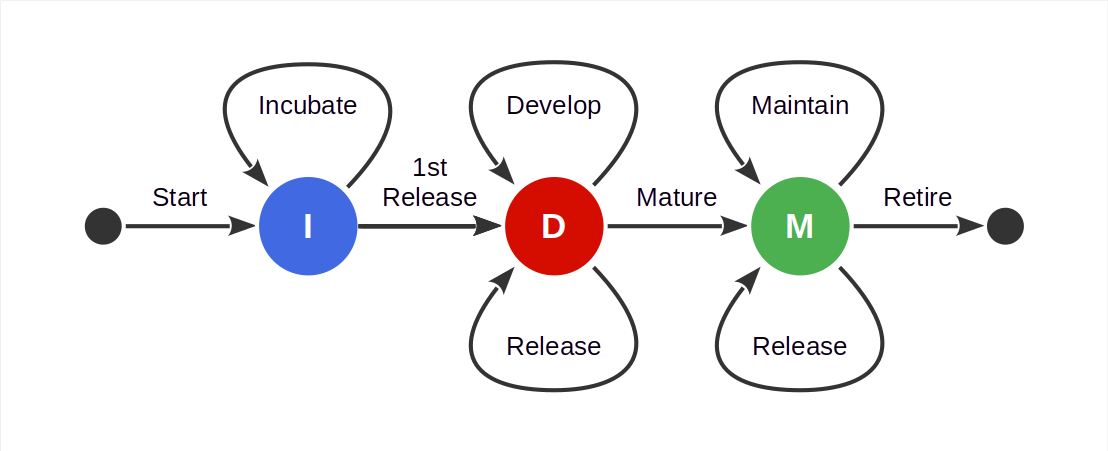 Incubate
Develop
Maintain
Start
1st
Release
Mature
Retire
I
D
M
Release
Release